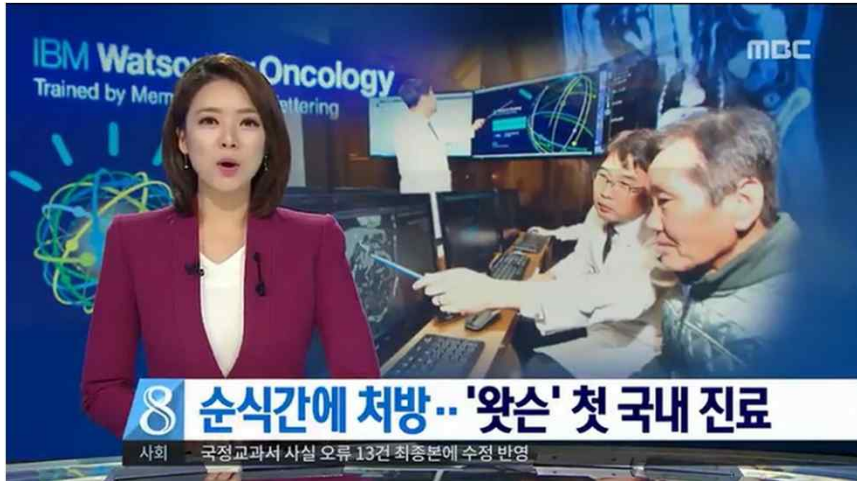 IBM Watson Oncology
Trained by Mem ettering
MBC
8 순식간에 처방‥'왓슨' 첫 국내 진료
사회 국정교과서 사실 오류 13건 최종본에 수정 반영